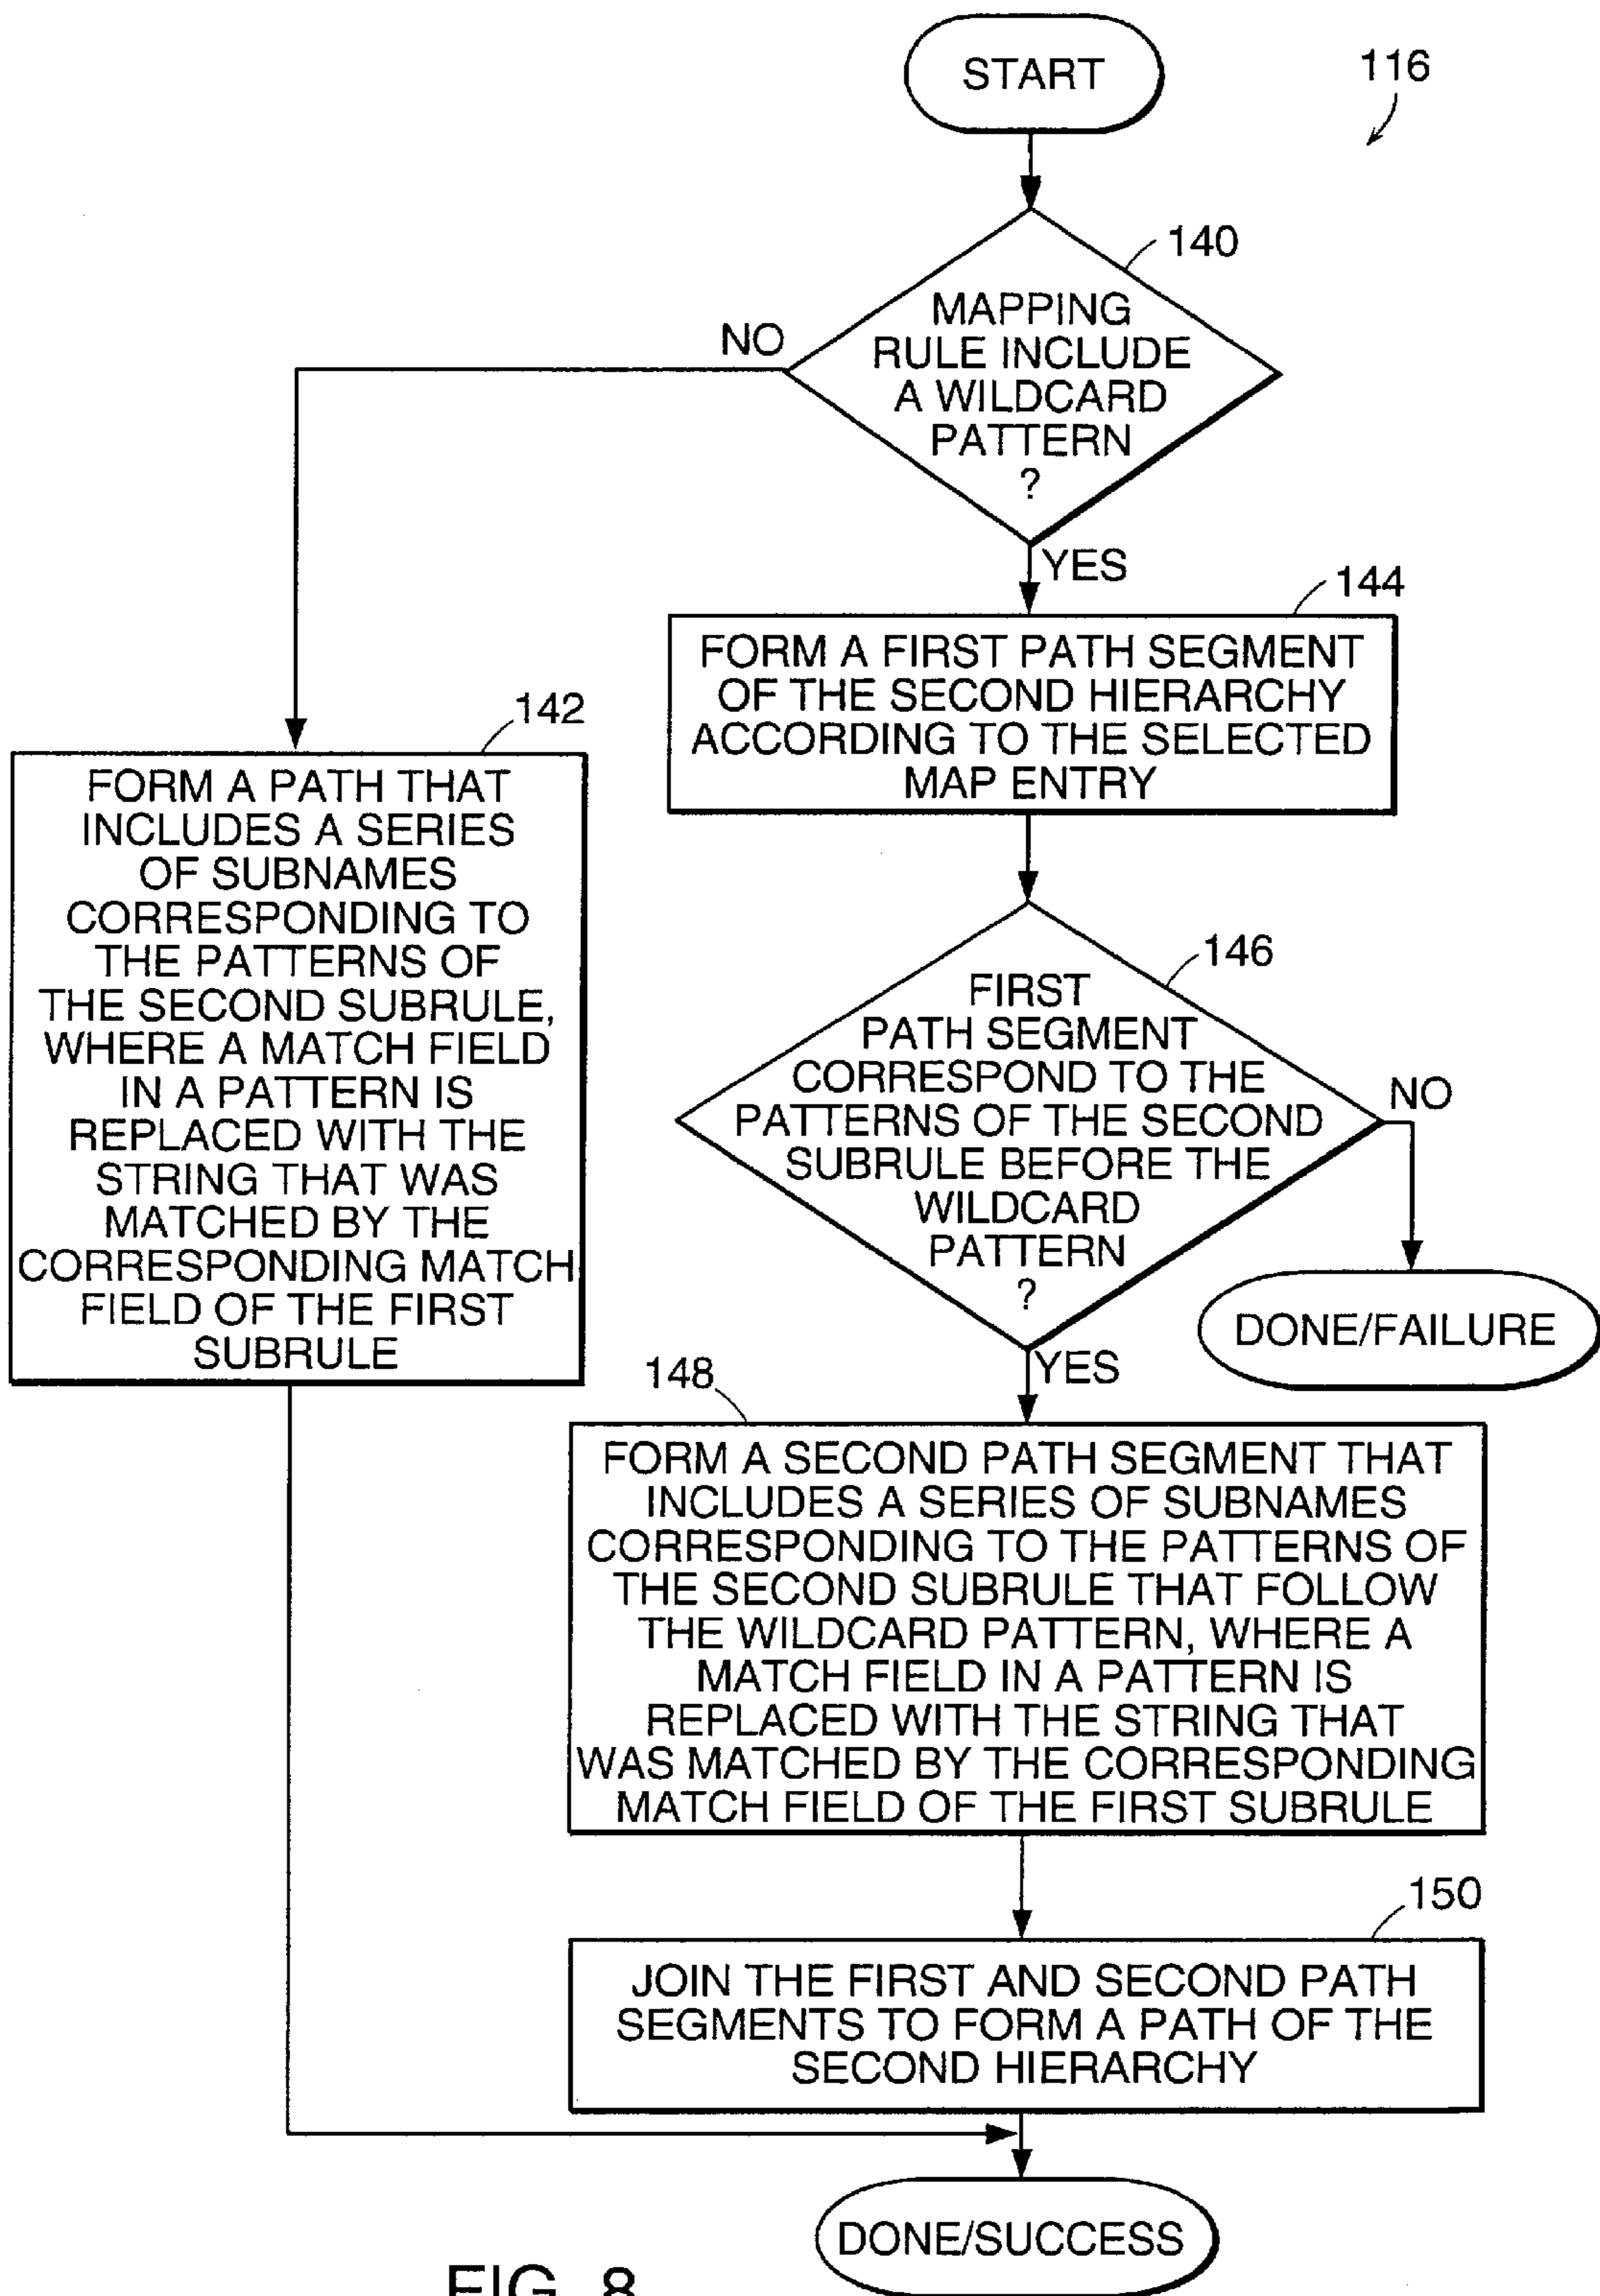 START
116
140
MAPPING
RULE INCLUDE
A WILDCARD
PATTERN
?
NO
YES
144
FORM A FIRST PATH SEGMENT
OF THE SECOND HIERARCHY
ACCORDING TO THE SELECTED
MAP ENTRY
142
FORM A PATH THAT
INCLUDES A SERIES
OF SUBNAMES
CORRESPONDING TO
THE PATTERNS OF
THE SECOND SUBRULE,
WHERE A MATCH FIELD
IN A PATTERN IS
REPLACED WITH THE
STRING THAT WAS
MATCHED BY THE
CORRESPONDING MATCH
FIELD OF THE FIRST
SUBRULE
146
FIRST
PATH SEGMENT
CORRESPOND TO THE
PATTERNS OF THE SECOND
SUBRULE BEFORE THE
WILDCARD
PATTERN
?
NO
DONE/FAILURE
YES
148
FORM A SECOND PATH SEGMENT THAT
INCLUDES A SERIES OF SUBNAMES
CORRESPONDING TO THE PATTERNS OF
THE SECOND SUBRULE THAT FOLLOW
THE WILDCARD PATTERN, WHERE A
MATCH FIELD IN A PATTERN IS
REPLACED WITH THE STRING THAT
WAS MATCHED BY THE CORRESPONDING
MATCH FIELD OF THE FIRST SUBRULE
150
JOIN THE FIRST AND SECOND PATH
SEGMENTS TO FORM A PATH OF THE
SECOND HIERARCHY
DONE/SUCCESS
FIG. 8